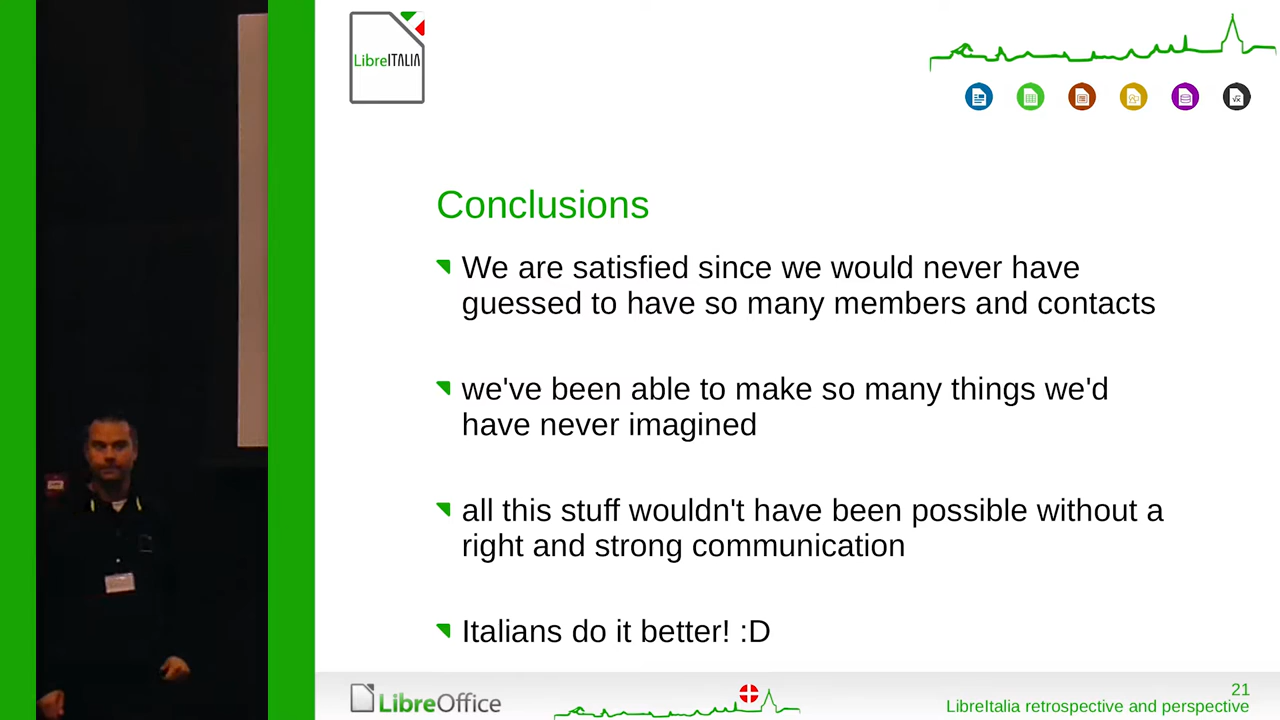 LibreITALIA
Conclusions
We are satisfied since we would never have
guessed to have so many members and contacts
we've been able to make so many things we'd
have never imagined
all this stuff wouldn't have been possible without a
right and strong communication
Italians do it better! :D
LibreOffice
21
LibreItalia retrospective and perspective